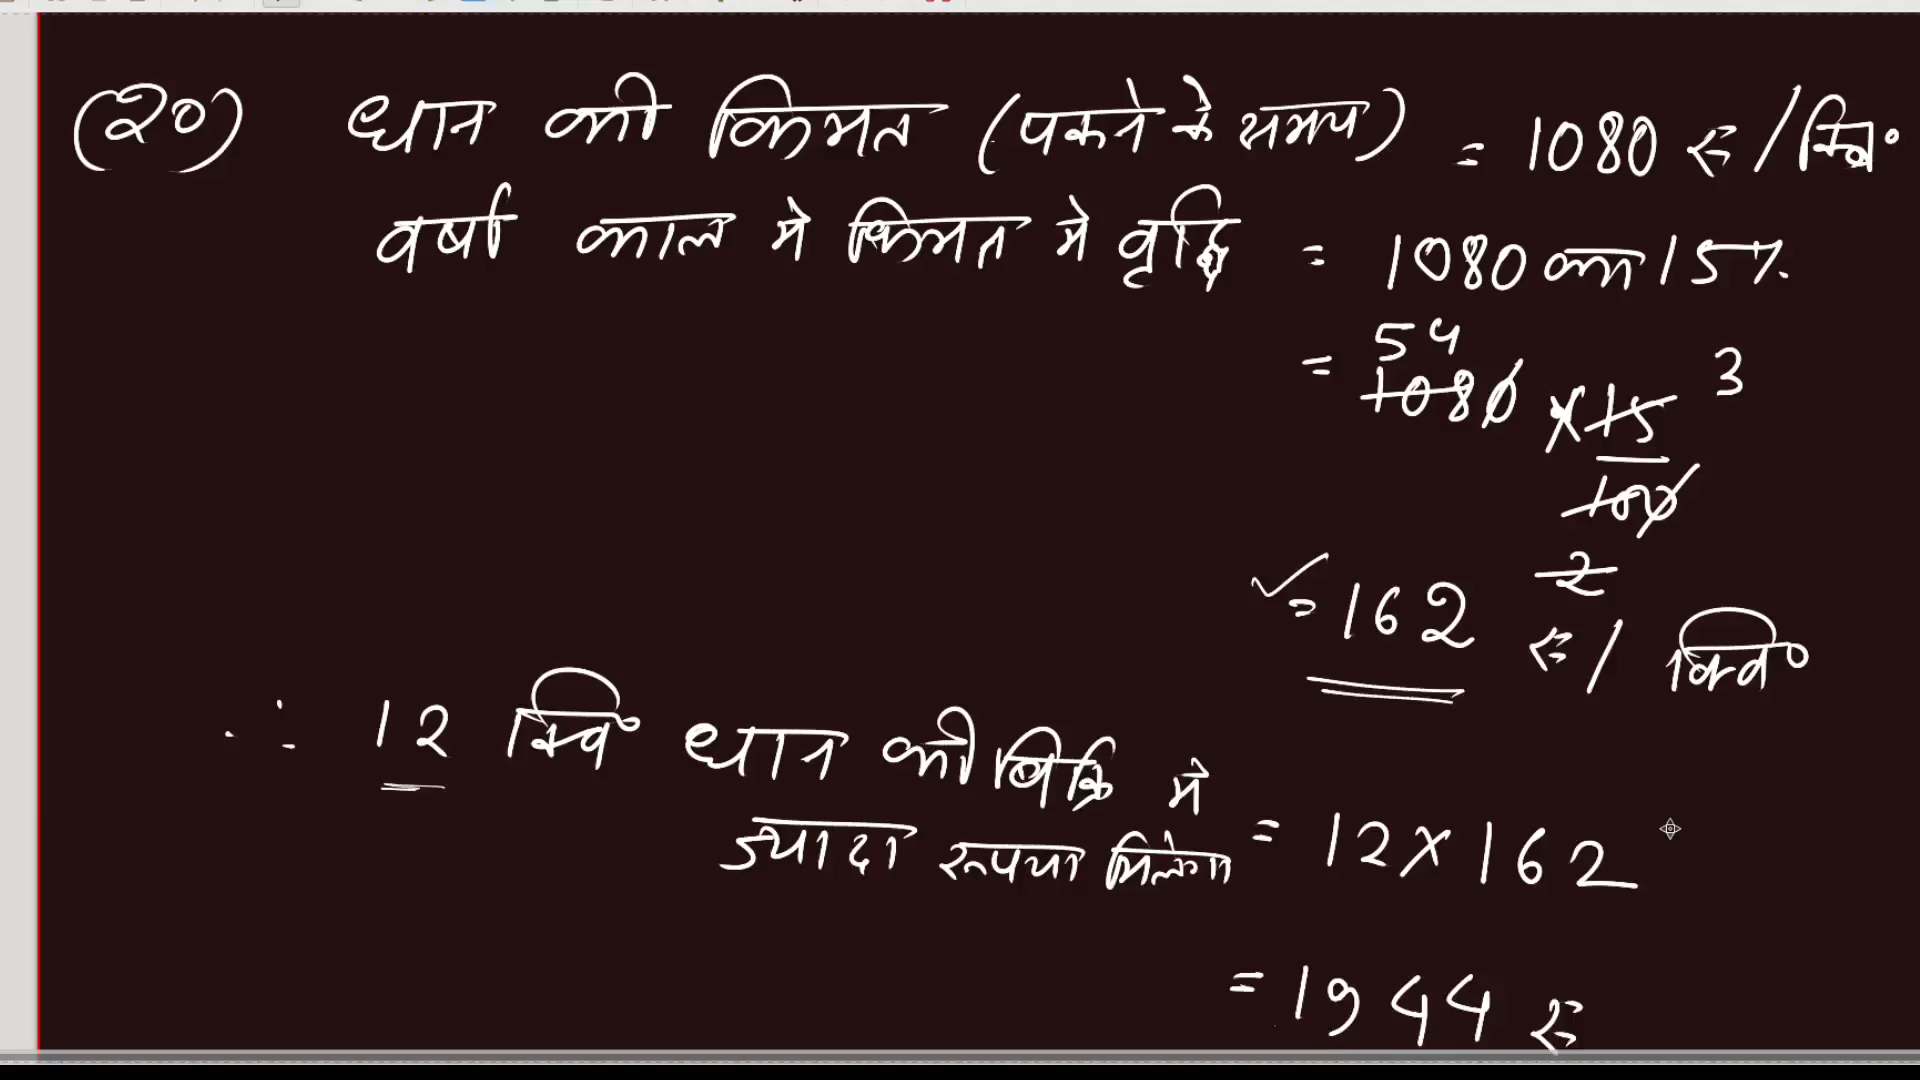 (२०) धान की किमत (पकने के समय) = 1080 रु/क्विं०
वर्षा काल मे किमत मे वृद्धि = 1080 का 15%
54
= 1080 × 15 3
100
2
= 162 रु/ क्विं०
∴ 12 क्विं० धान की बिक्रि मे
ज्यादा रूपया मिलेगा = 12 × 162
= 1944 रु